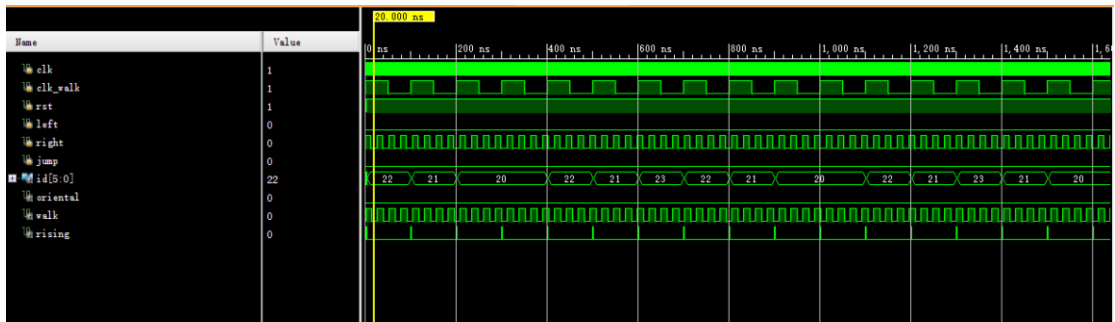 20.000 ns
Name Value
0 ns 200 ns 400 ns 600 ns 800 ns 1,000 ns 1,200 ns 1,400 ns 1,6
clk 1
clk_walk 1
rst 1
left 0
right 0
jump 0
id[5:0] 22 22 21 20 22 21 23 22 21 20 22 21 23 21 20
oriental 0
walk 0
rising 0